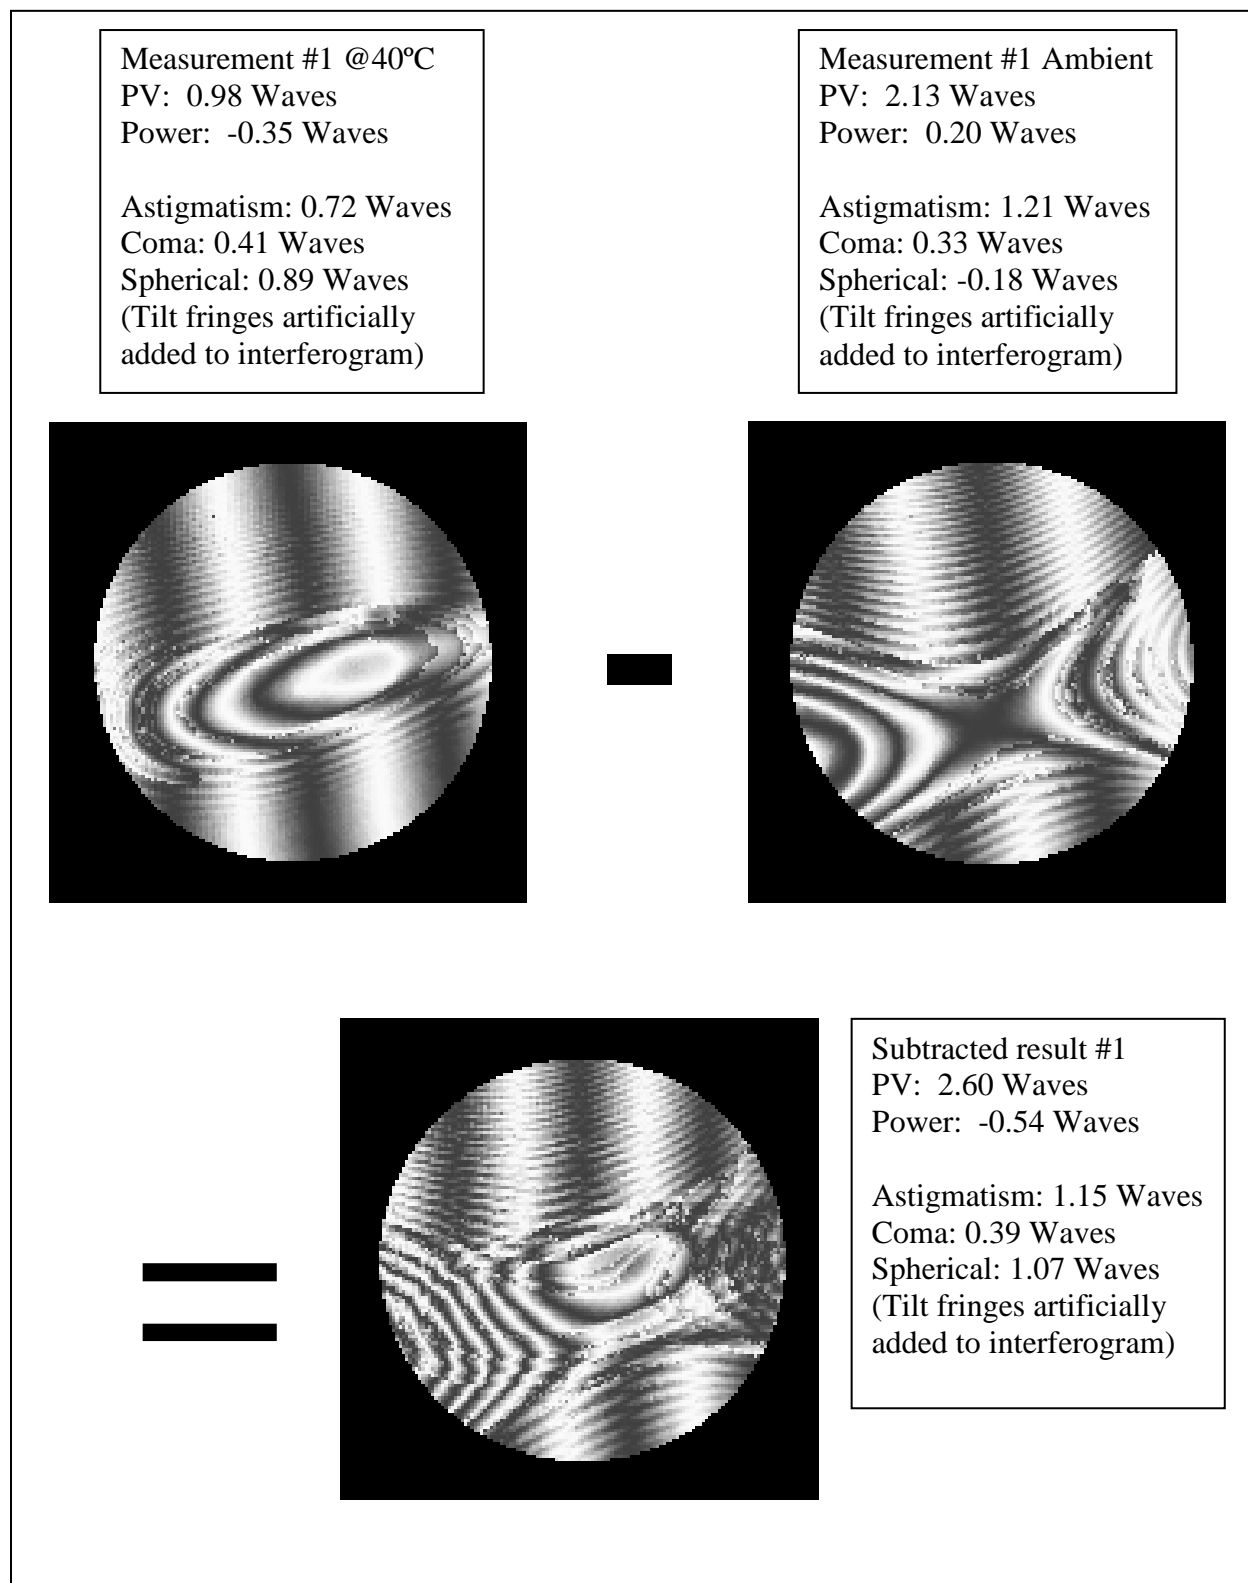 Measurement #1 @40ºC
PV:  0.98 Waves
Power:  -0.35 Waves
Astigmatism: 0.72 Waves
Coma: 0.41 Waves
Spherical: 0.89 Waves
(Tilt fringes artificially
added to interferogram)
Measurement #1 Ambient
PV:  2.13 Waves
Power:  0.20 Waves
Astigmatism: 1.21 Waves
Coma: 0.33 Waves
Spherical: -0.18 Waves
(Tilt fringes artificially
added to interferogram)
Subtracted result #1
PV:  2.60 Waves
Power:  -0.54 Waves
Astigmatism: 1.15 Waves
Coma: 0.39 Waves
Spherical: 1.07 Waves
(Tilt fringes artificially
added to interferogram)